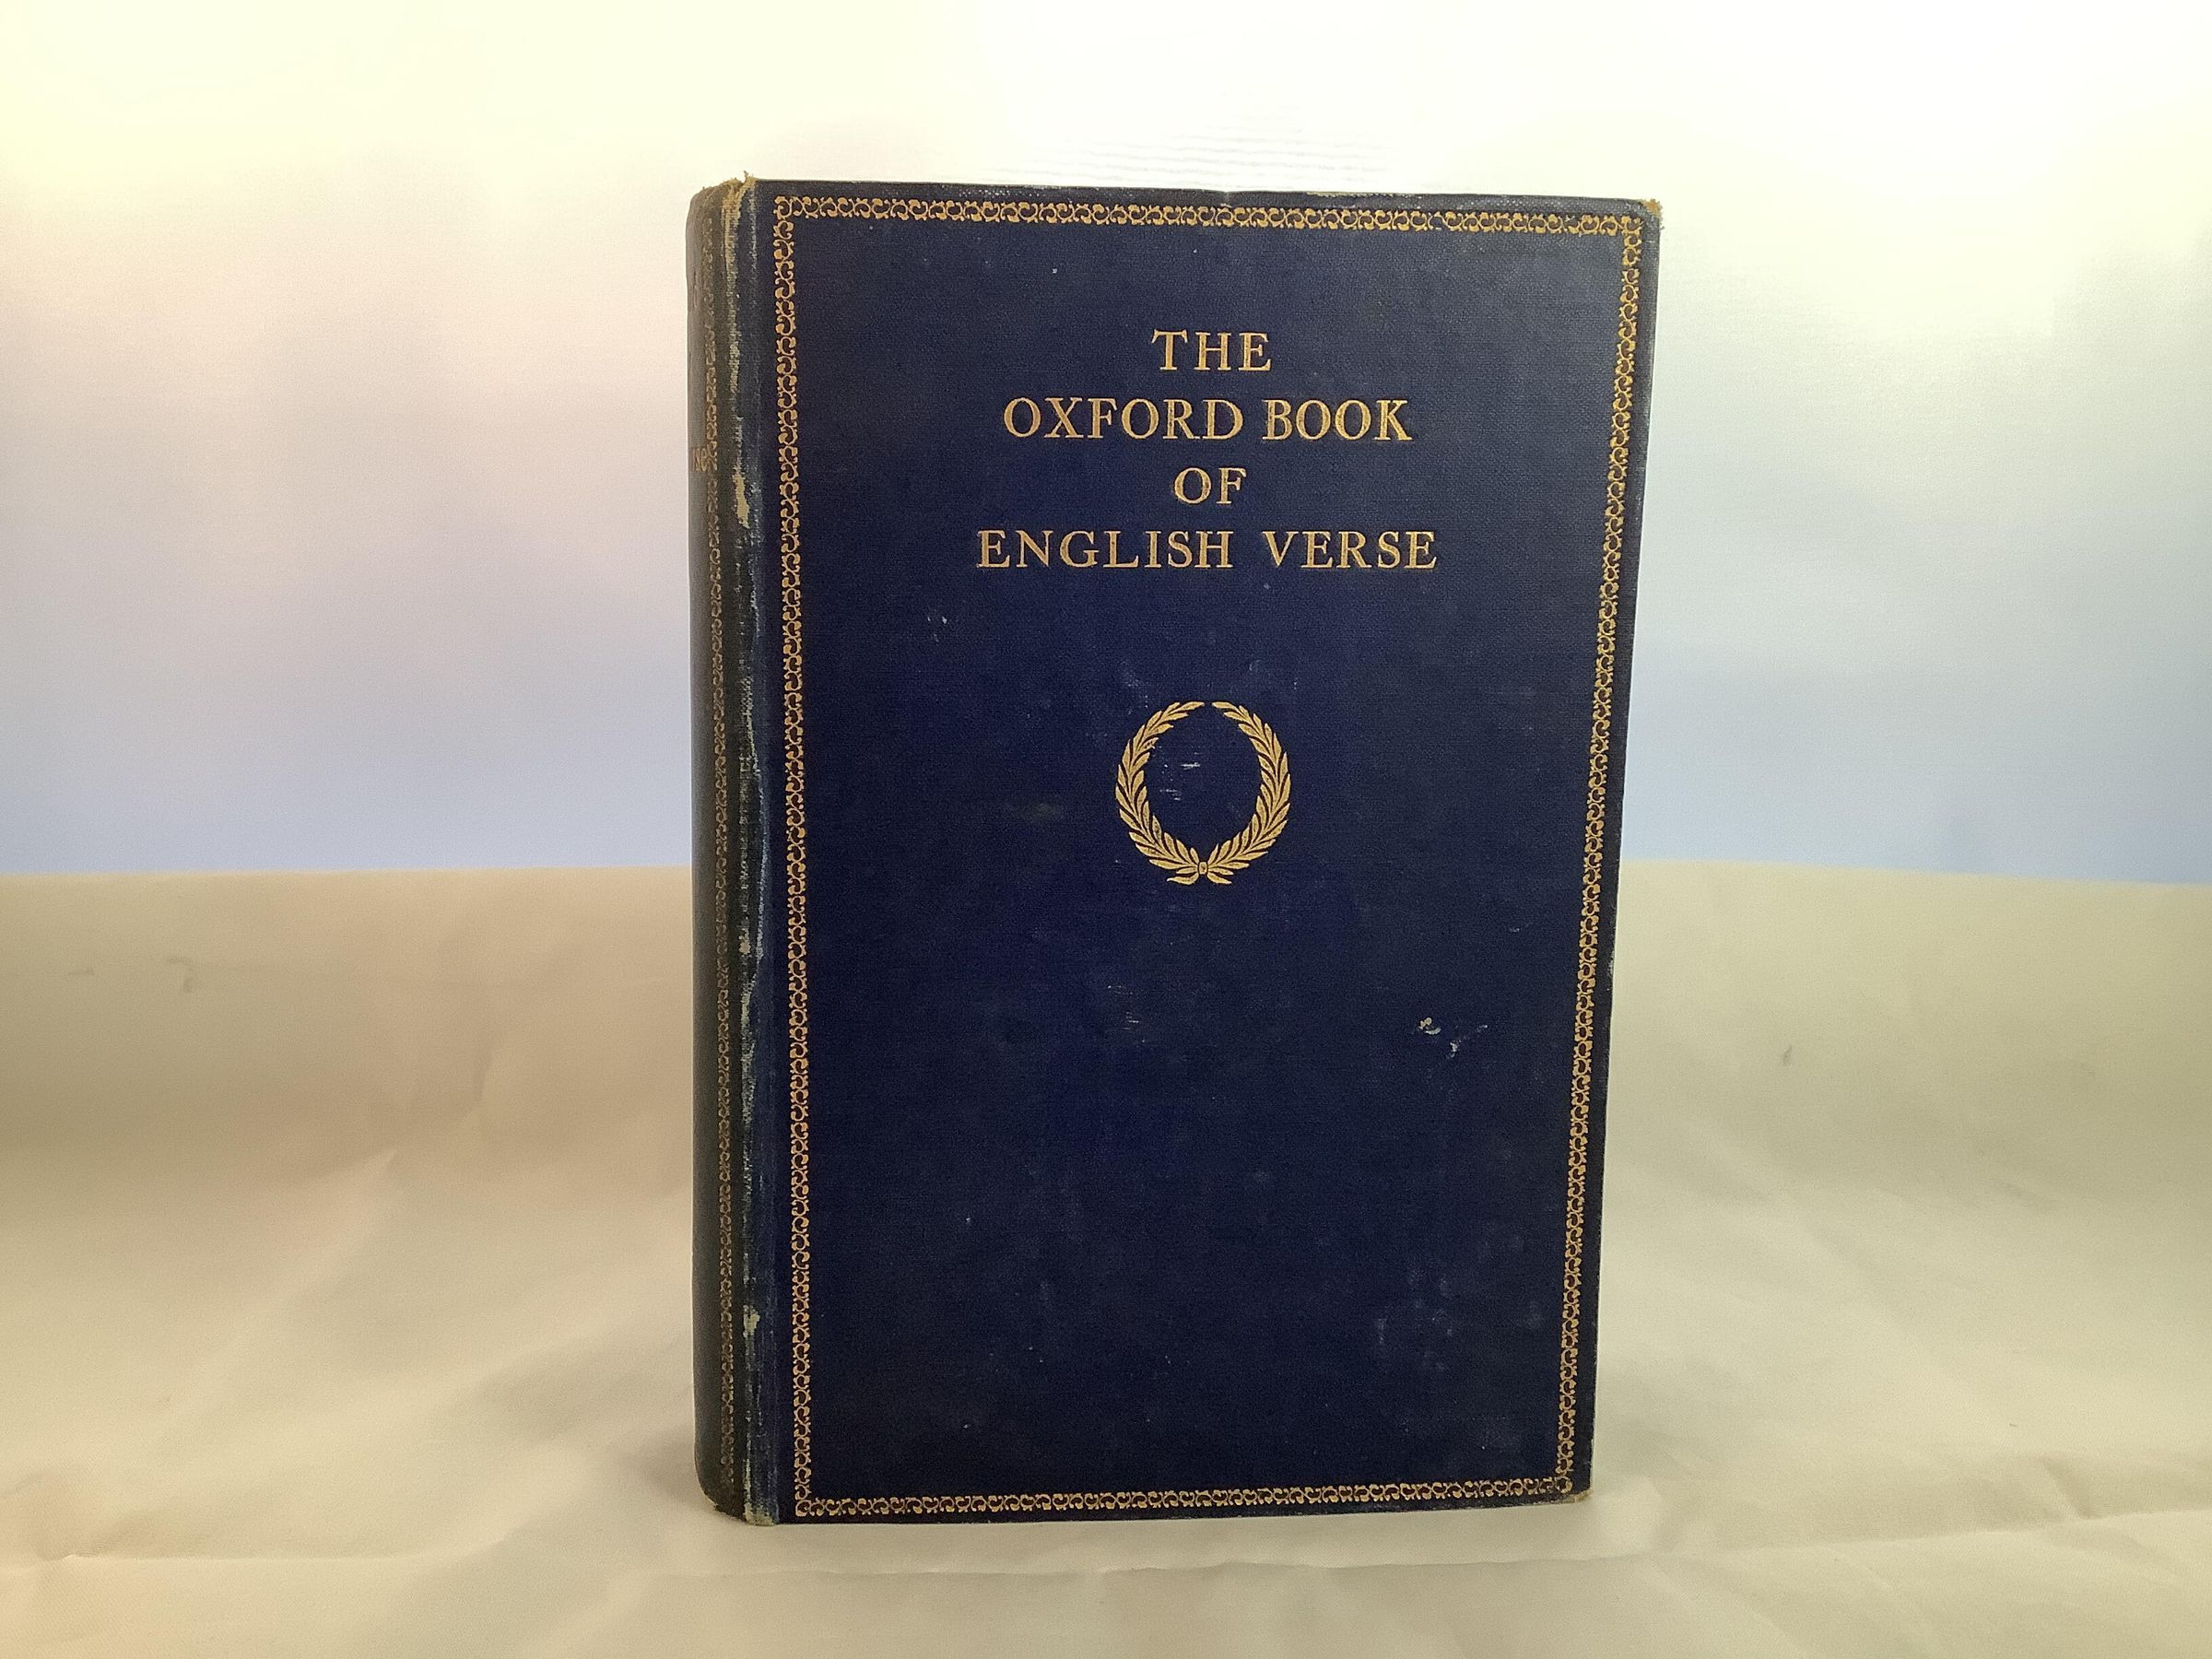 THE
OXFORD BOOK
OF
ENGLISH VERSE